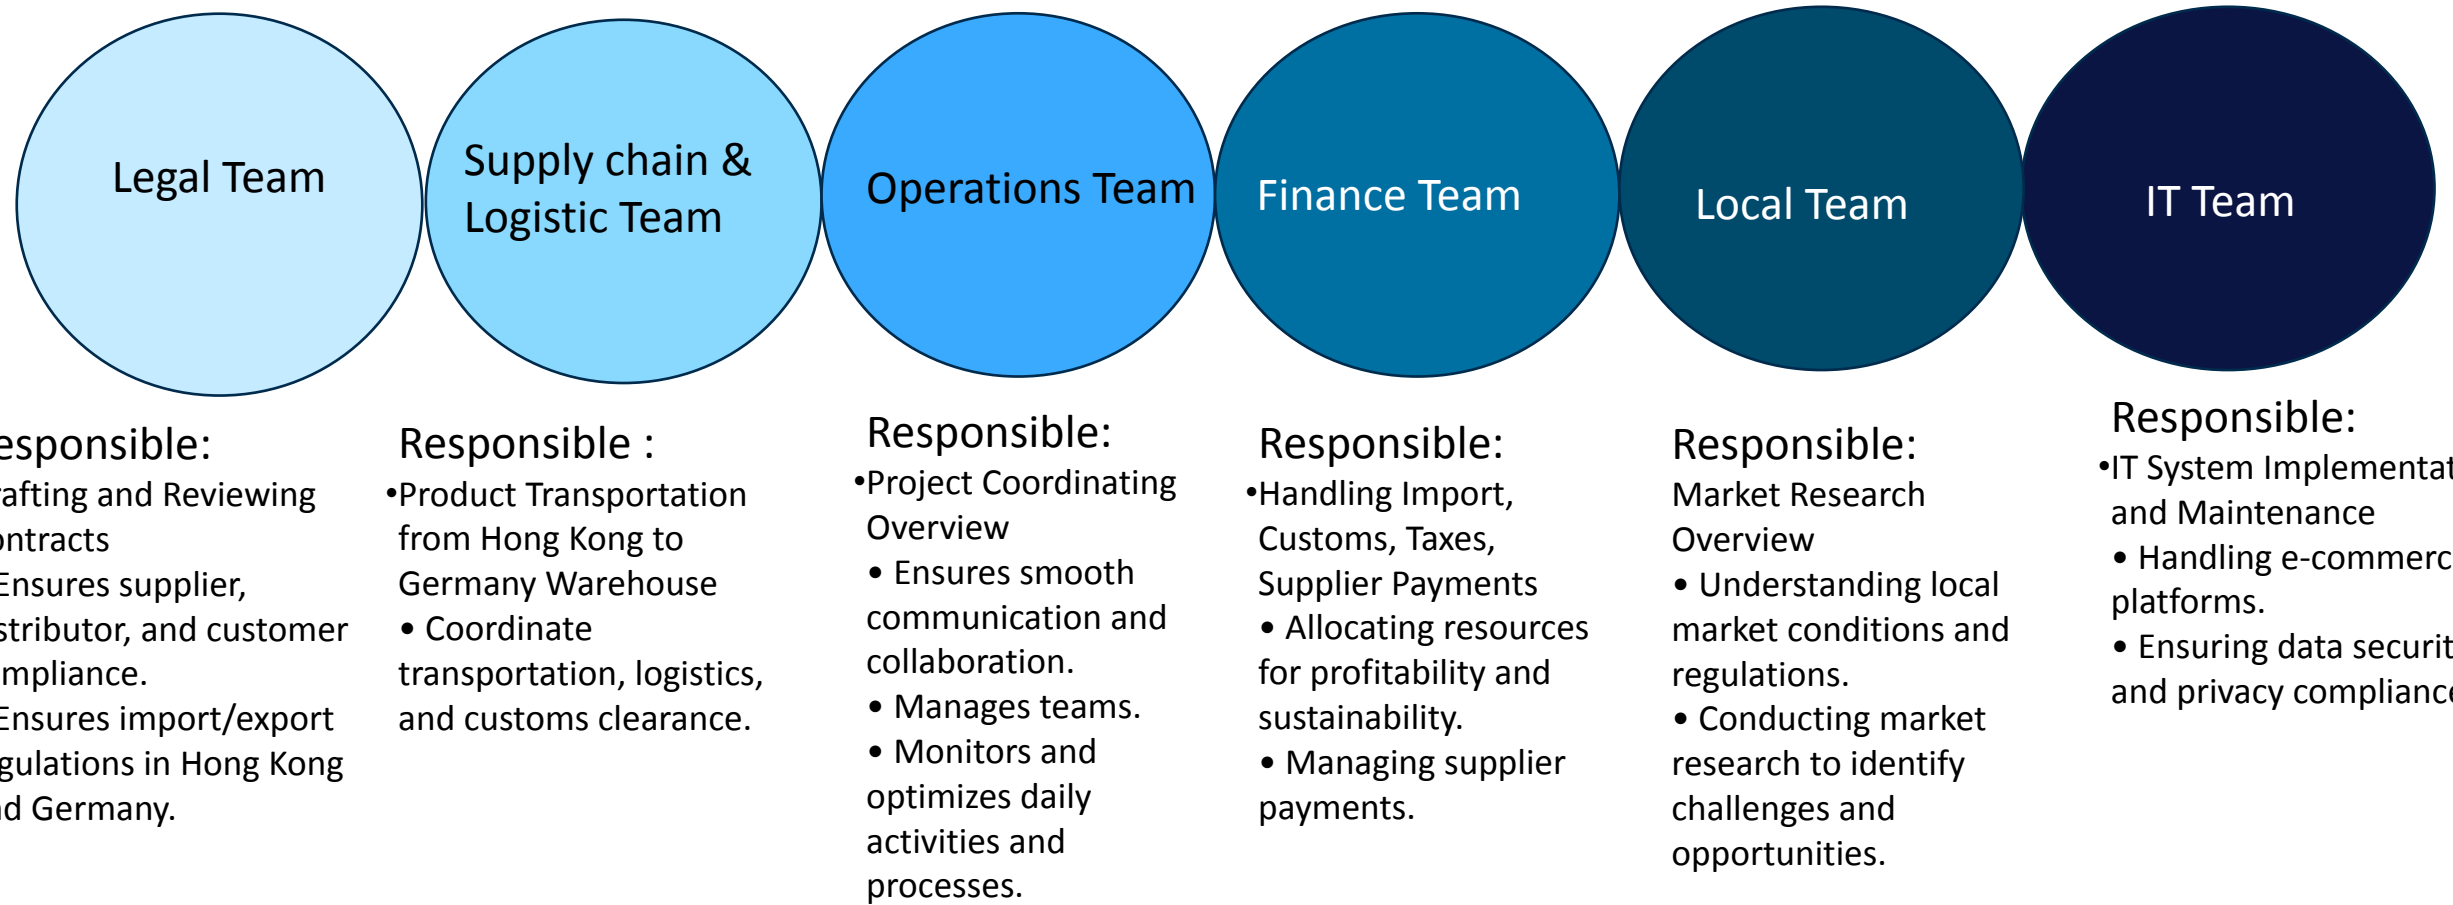 Legal Team
Supply chain &
Logistic Team
Operations Team
Finance Team
Local Team
IT Team
esponsible:
rafting and Reviewing
ontracts
Ensures supplier,
stributor, and customer
mpliance.
Ensures import/export
gulations in Hong Kong
nd Germany.
Responsible :
•Product Transportation
from Hong Kong to
Germany Warehouse
• Coordinate
transportation, logistics,
and customs clearance.
Responsible:
•Project Coordinating
Overview
• Ensures smooth
communication and
collaboration.
• Manages teams.
• Monitors and
optimizes daily
activities and
processes.
Responsible:
•Handling Import,
Customs, Taxes,
Supplier Payments
• Allocating resources
for profitability and
sustainability.
• Managing supplier
payments.
Responsible:
Market Research
Overview
• Understanding local
market conditions and
regulations.
• Conducting market
research to identify
challenges and
opportunities.
Responsible:
•IT System Implementat
and Maintenance
• Handling e-commerc
platforms.
• Ensuring data securit
and privacy compliance